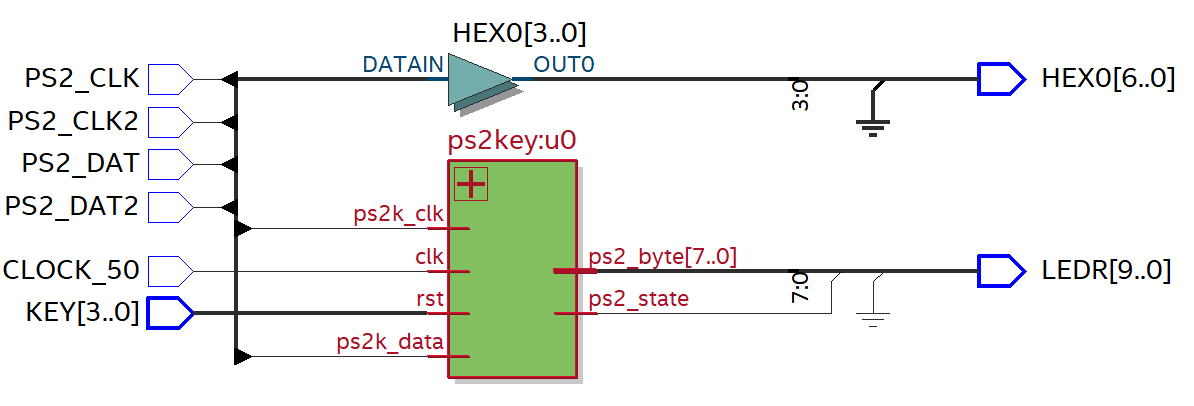 HEX0[3..0]
DATAIN
OUT0
PS2_CLK
3:0
HEX0[6..0]
PS2_CLK2
ps2key:u0
PS2_DAT
PS2_DAT2
ps2k_clk
clk
ps2_byte[7..0]
CLOCK_50
7:0
LEDR[9..0]
rst
ps2_state
KEY[3..0]
ps2k_data